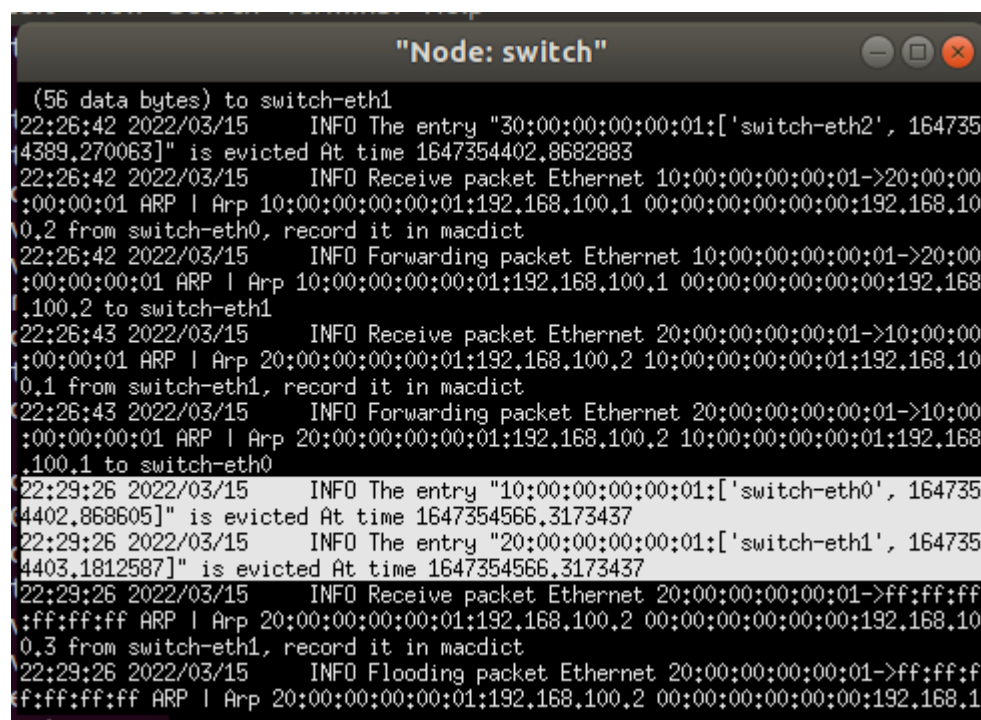 "Node: switch"
(56 data bytes) to switch-eth1
22:26:42 2022/03/15     INFO The entry "30:00:00:00:00:01:['switch-eth2', 164735
4389.270063]" is evicted At time 1647354402.8682883
22:26:42 2022/03/15     INFO Receive packet Ethernet 10:00:00:00:00:01->20:00:00
:00:00:01 ARP | Arp 10:00:00:00:00:01:192.168.100.1 00:00:00:00:00:00:192.168.10
0.2 from switch-eth0, record it in macdict
22:26:42 2022/03/15     INFO Forwarding packet Ethernet 10:00:00:00:00:01->20:00
:00:00:00:01 ARP | Arp 10:00:00:00:00:01:192.168.100.1 00:00:00:00:00:00:192.168
.100.2 to switch-eth1
22:26:43 2022/03/15     INFO Receive packet Ethernet 20:00:00:00:00:01->10:00:00
:00:00:01 ARP | Arp 20:00:00:00:00:01:192.168.100.2 10:00:00:00:00:01:192.168.10
0.1 from switch-eth1, record it in macdict
22:26:43 2022/03/15     INFO Forwarding packet Ethernet 20:00:00:00:00:01->10:00
:00:00:00:01 ARP | Arp 20:00:00:00:00:01:192.168.100.2 10:00:00:00:00:01:192.168
.100.1 to switch-eth0
22:29:26 2022/03/15     INFO The entry "10:00:00:00:00:01:['switch-eth0', 164735
4402.868605]" is evicted At time 1647354566.3173437
22:29:26 2022/03/15     INFO The entry "20:00:00:00:00:01:['switch-eth1', 164735
4403.1812587]" is evicted At time 1647354566.3173437
22:29:26 2022/03/15     INFO Receive packet Ethernet 20:00:00:00:00:01->ff:ff:ff
:ff:ff:ff ARP | Arp 20:00:00:00:00:01:192.168.100.2 00:00:00:00:00:00:192.168.10
0.3 from switch-eth1, record it in macdict
22:29:26 2022/03/15     INFO Flooding packet Ethernet 20:00:00:00:00:01->ff:ff:f
f:ff:ff:ff ARP | Arp 20:00:00:00:00:01:192.168.100.2 00:00:00:00:00:00:192.168.1